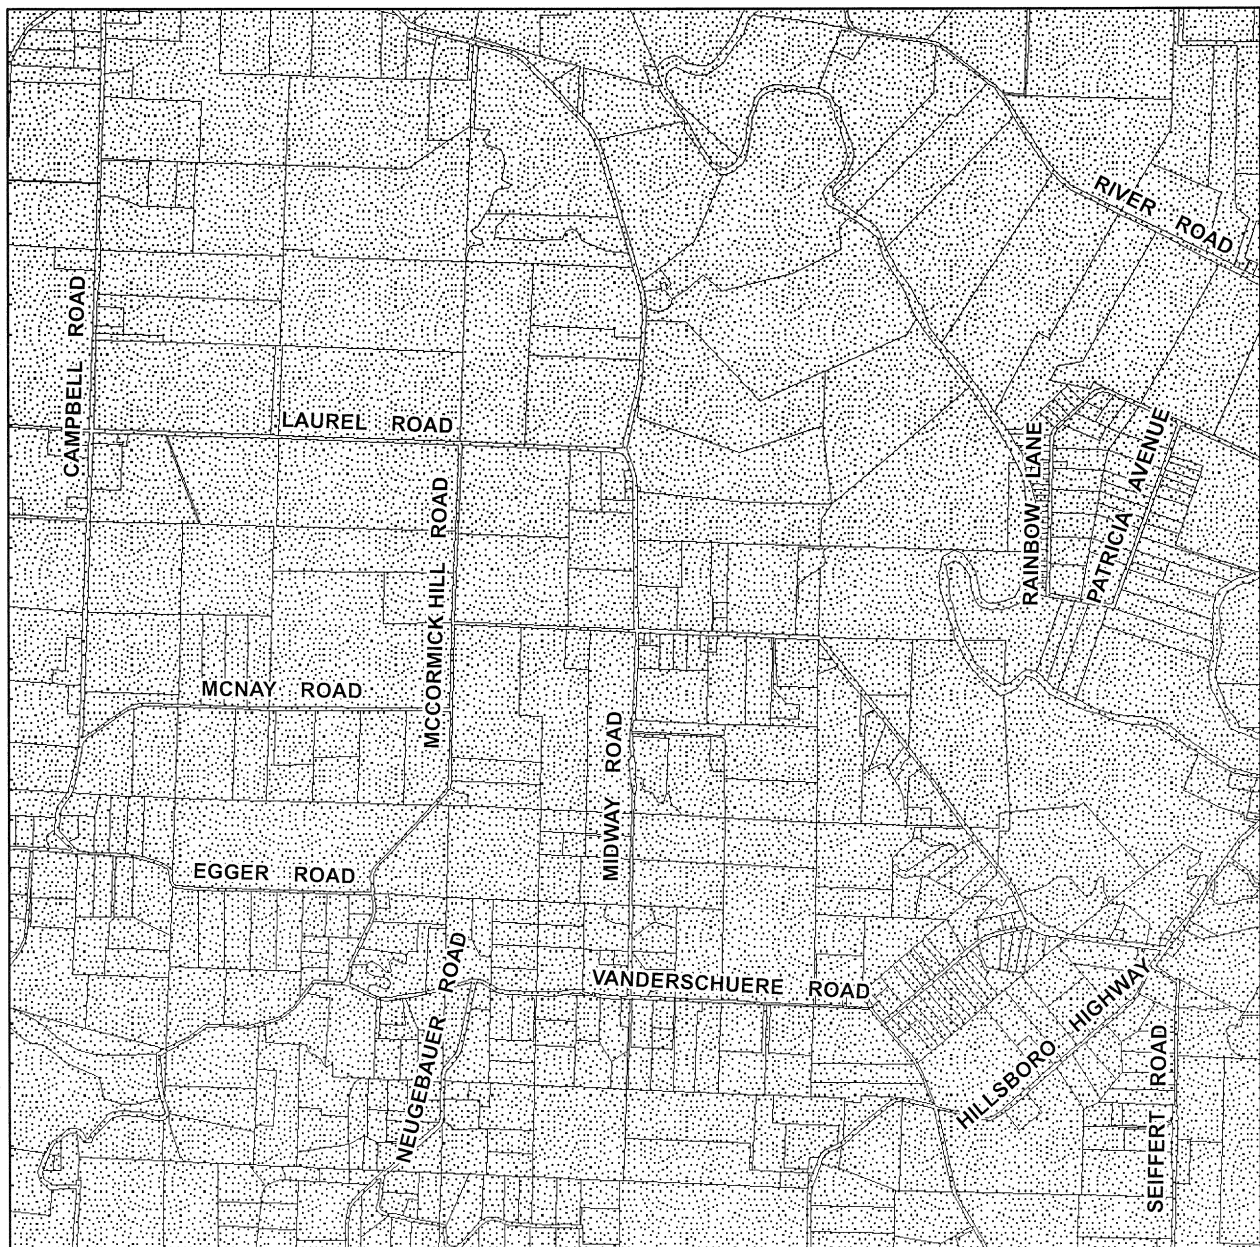 RIVER ROAD
CAMPBELL ROAD
LAUREL ROAD
RAINBOW LANE
PATRICIA AVENUE
MCCORMICK HILL ROAD
MCNAY ROAD
MIDWAY ROAD
EGGER ROAD
NEUGEBAUER ROAD
VANDERSCHUERE ROAD
HILLSBORO HIGHWAY
SEIFFERT ROAD